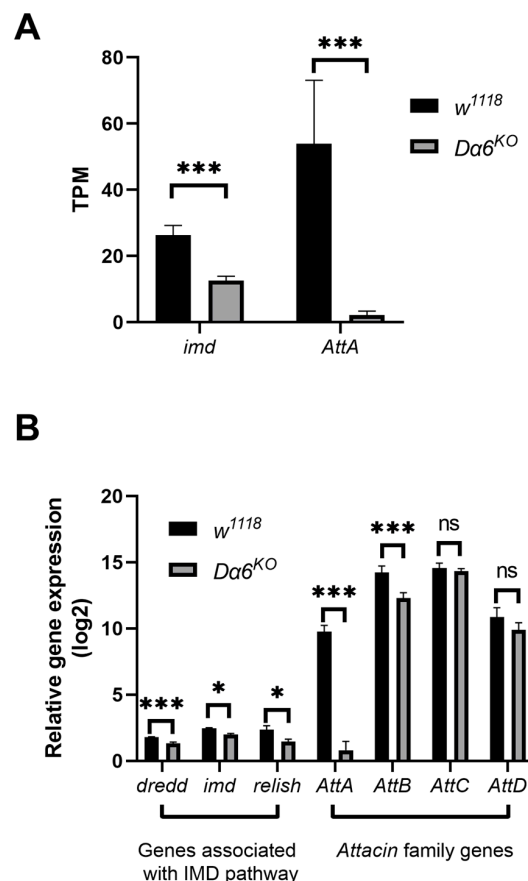 A
80
60
40
20
0
TPM
***
***
w1118
Dα6KO
imd
AttA
B
20
15
10
5
0
Relative gene expression
(log2)
w1118
Dα6KO
***
*
*
***
***
ns
ns
dredd imd relish AttA AttB AttC AttD
Genes associated
with IMD pathway
Attacin family genes